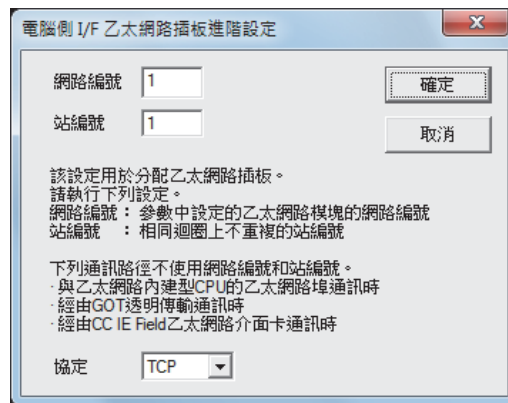 電腦側 I/F 乙太網路插板進階設定
網路編號 1 確定
站編號 1 取消
該設定用於分配乙太網路插板。
請執行下列設定。
網路編號：參數中設定的乙太網路模塊的網路編號
站編號 ：相同迴圈上不重複的站編號
下列通訊路徑不使用網路編號和站編號。
·與乙太網路內建型CPU的乙太網路埠通訊時
·經由GOT透明傳輸通訊時
·經由CC IE Field乙太網路介面卡通訊時
協定 TCP